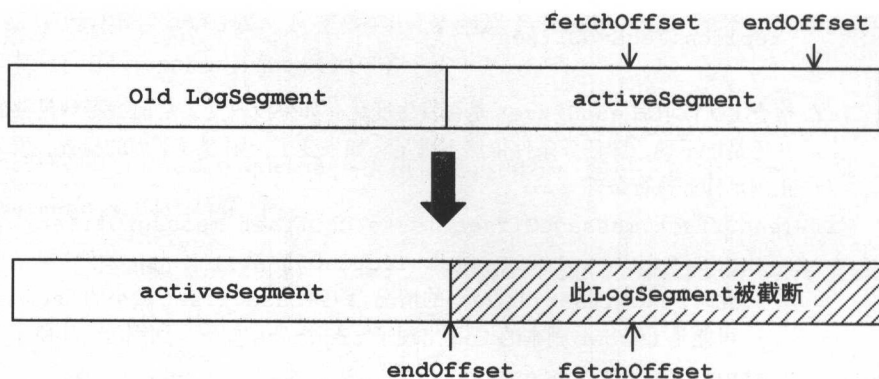 fetchOffset endOffset
Old LogSegment activeSegment
activeSegment 此LogSegment被截断
endOffset fetchOffset